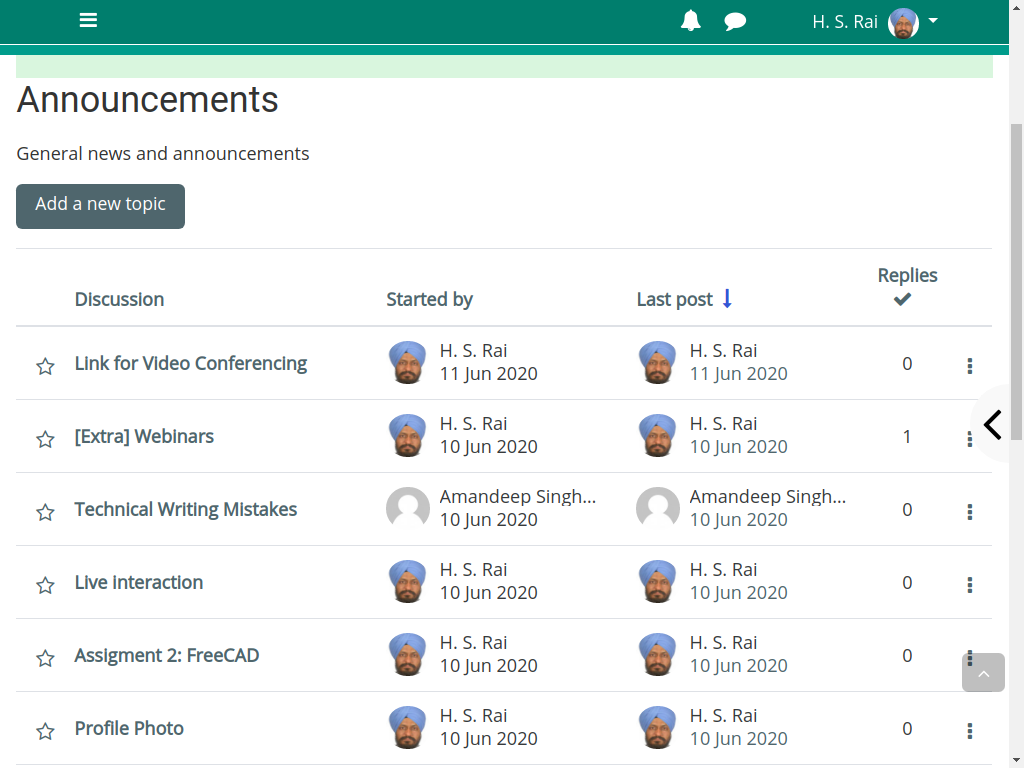 H. S. Rai
Announcements
General news and announcements
Add a new topic
Discussion Started by Last post Replies
Link for Video Conferencing H. S. Rai H. S. Rai 0
11 Jun 2020 11 Jun 2020
[Extra] Webinars H. S. Rai H. S. Rai 1
10 Jun 2020 10 Jun 2020
Technical Writing Mistakes Amandeep Singh... Amandeep Singh... 0
10 Jun 2020 10 Jun 2020
Live interaction H. S. Rai H. S. Rai 0
10 Jun 2020 10 Jun 2020
Assigment 2: FreeCAD H. S. Rai H. S. Rai 0
10 Jun 2020 10 Jun 2020
Profile Photo H. S. Rai H. S. Rai 0
10 Jun 2020 10 Jun 2020